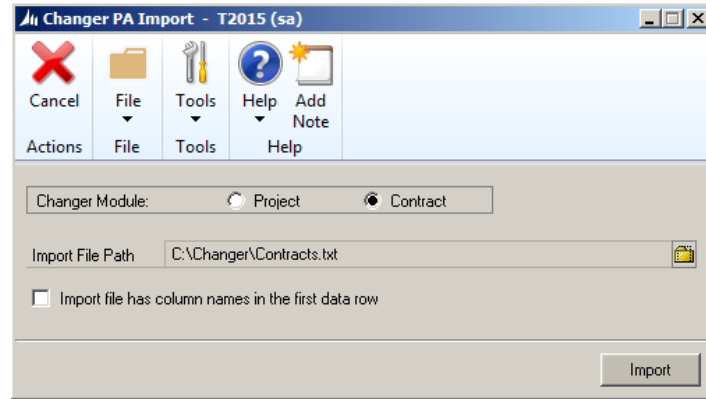 Changer PA Import - T2015 (sa)
Cancel File Tools Help Add Note
Actions File Tools Help
Changer Module: Project Contract
Import File Path C:\Changer\Contracts.txt
Import file has column names in the first data row
Import